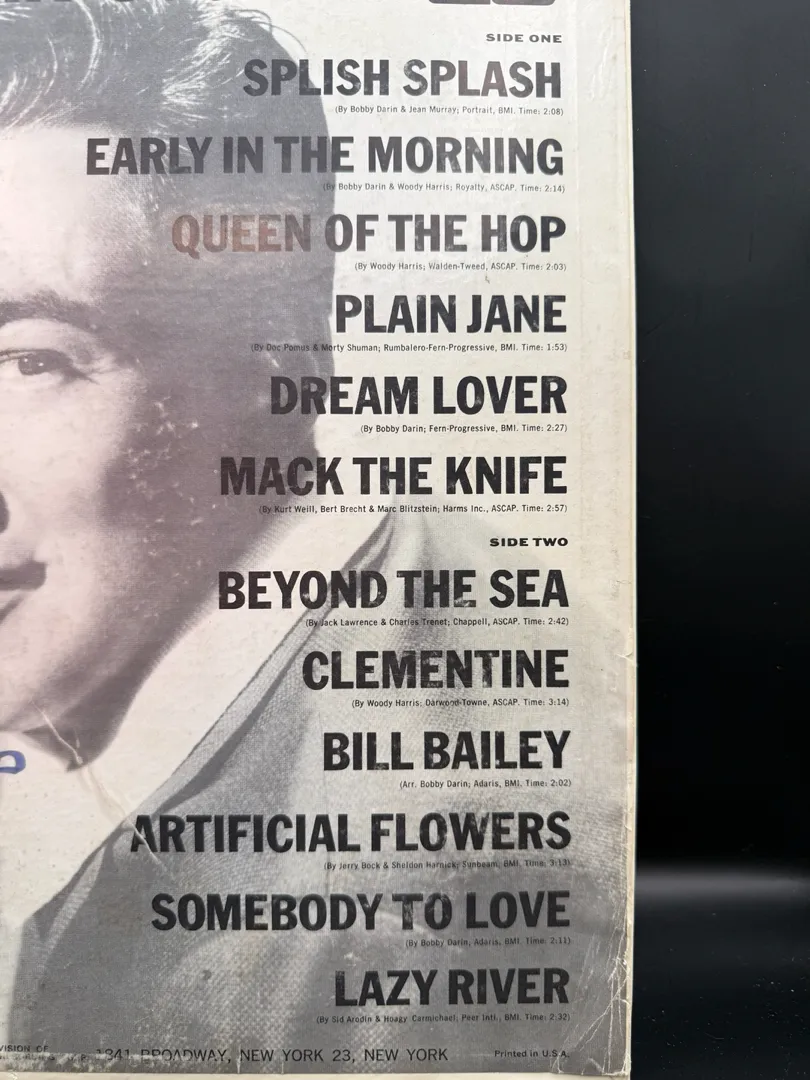 SIDE ONE
SPLISH SPLASH
(By Bobby Darin & Jean Murray; Portrait, BMI. Time: 2:08)
EARLY IN THE MORNING
(By Bobby Darin & Woody Harris; Royalty, ASCAP. Time: 2:14)
QUEEN OF THE HOP
(By Woody Harris; Walden-Tweed, ASCAP. Time: 2:03)
PLAIN JANE
(By Doc Pomus & Morty Shuman; Rumbalero-Fern-Progressive, BMI. Time: 1:53)
DREAM LOVER
(By Bobby Darin; Fern-Progressive, BMI. Time: 2:27)
MACK THE KNIFE
(By Kurt Weill, Bert Brecht & Marc Blitzstein; Harms Inc., ASCAP. Time: 2:57)
SIDE TWO
BEYOND THE SEA
(By Jack Lawrence & Charles Trenet; Chappell, ASCAP. Time: 2:42)
CLEMENTINE
(By Woody Harris; Darwood-Towne, ASCAP. Time: 3:14)
BILL BAILEY
(Arr. Bobby Darin; Adaris, BMI. Time: 2:02)
ARTIFICIAL FLOWERS
(By Jerry Bock & Sheldon Harnick; Sunbeam, BMI. Time: 3:13)
SOMEBODY TO LOVE
(By Bobby Darin, Adaris, BMI. Time: 2:11)
LAZY RIVER
(By Sid Arodin & Hoagy Carmichael; Peer Intl., BMI. Time: 2:32)
VISION OF
1841 BROADWAY, NEW YORK 23, NEW YORK
Printed in U.S.A.